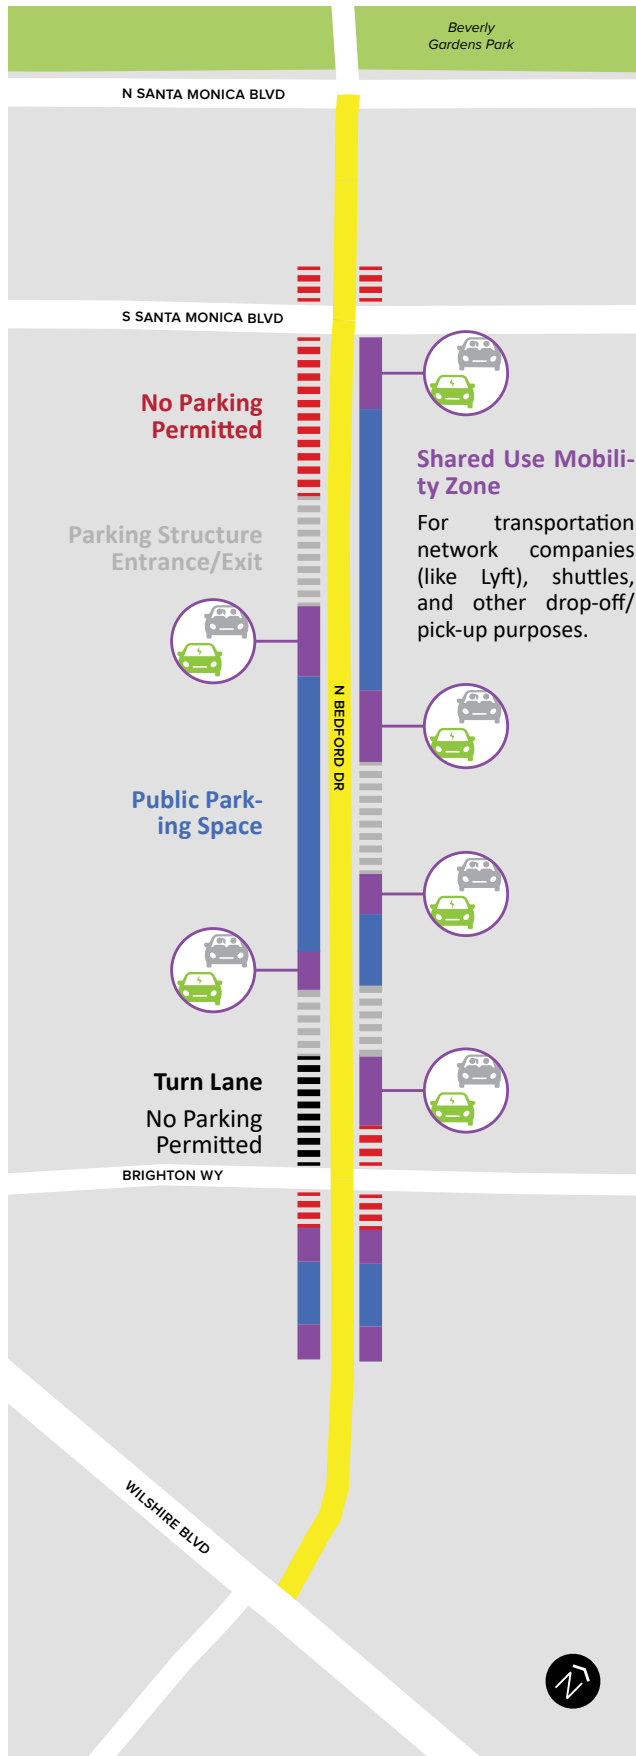 Beverly
Gardens Park
N SANTA MONICA BLVD
S SANTA MONICA BLVD
No Parking
Permitted
Shared Use Mobili-
ty Zone
For transportation
network companies
(like Lyft), shuttles,
and other drop-off/
pick-up purposes.
Parking Structure
Entrance/Exit
N BEDFORD DR
Public Park-
ing Space
Turn Lane
No Parking
Permitted
BRIGHTON WY
WILSHIRE BLVD
N